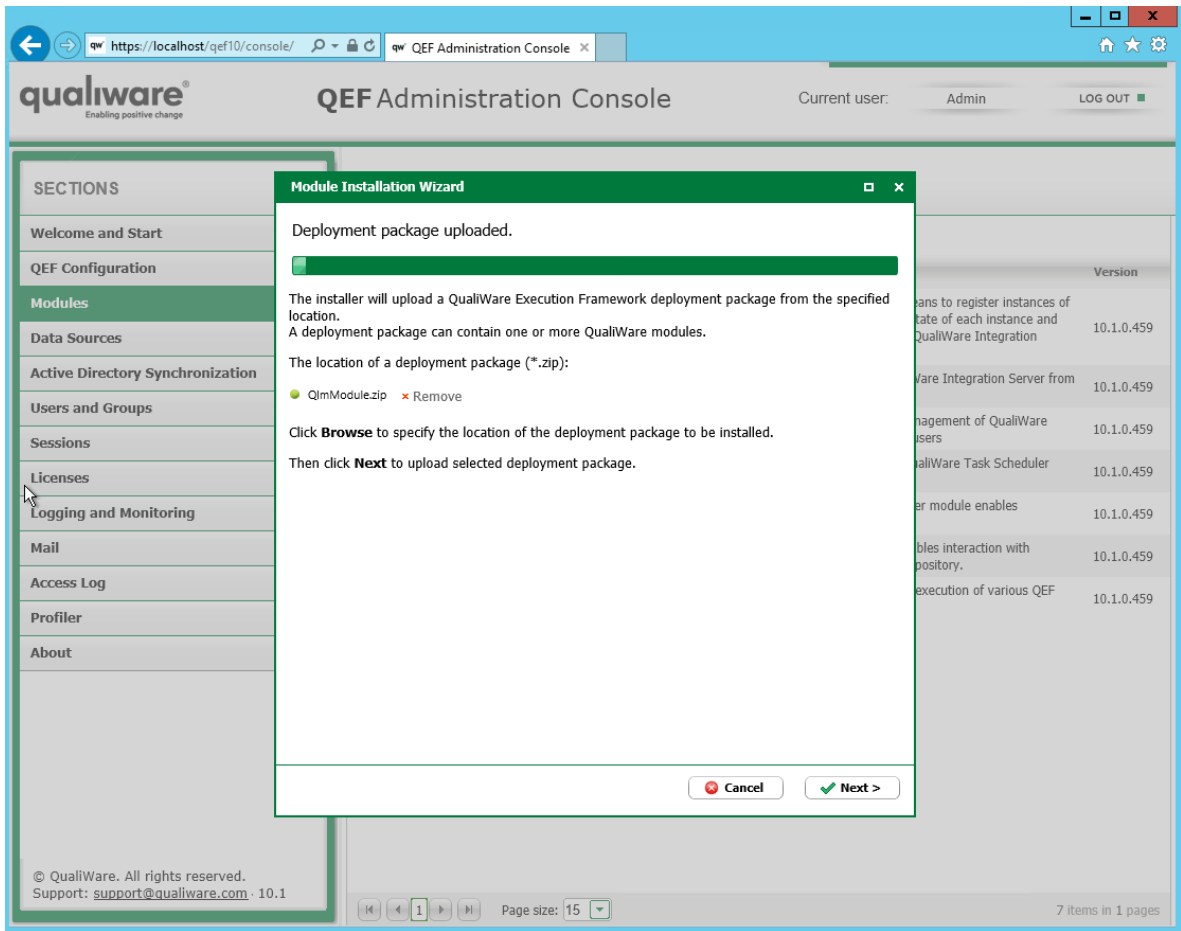 https://localhost/qef10/console/
QEF Administration Console
qualiware®
Enabling positive change
QEF Administration Console
Current user:
Admin
LOG OUT
SECTIONS
Welcome and Start
QEF Configuration
Modules
Data Sources
Active Directory Synchronization
Users and Groups
Sessions
Licenses
Logging and Monitoring
Mail
Access Log
Profiler
About
© QualiWare. All rights reserved.
Support: support@qualiware.com · 10.1
Module Installation Wizard
Deployment package uploaded.
The installer will upload a QualiWare Execution Framework deployment package from the specified
location.
A deployment package can contain one or more QualiWare modules.
The location of a deployment package (*.zip):
QImModule.zip × Remove
Click Browse to specify the location of the deployment package to be installed.
Then click Next to upload selected deployment package.
Cancel
Next >
Version
to register instances of
state of each instance and
QualiWare Integration
10.1.0.459
Integration Server from
10.1.0.459
of QualiWare
users
10.1.0.459
Task Scheduler
10.1.0.459
module enables
10.1.0.459
interaction with
10.1.0.459
execution of various QEF
10.1.0.459
1
Page size: 15
7 items in 1 pages